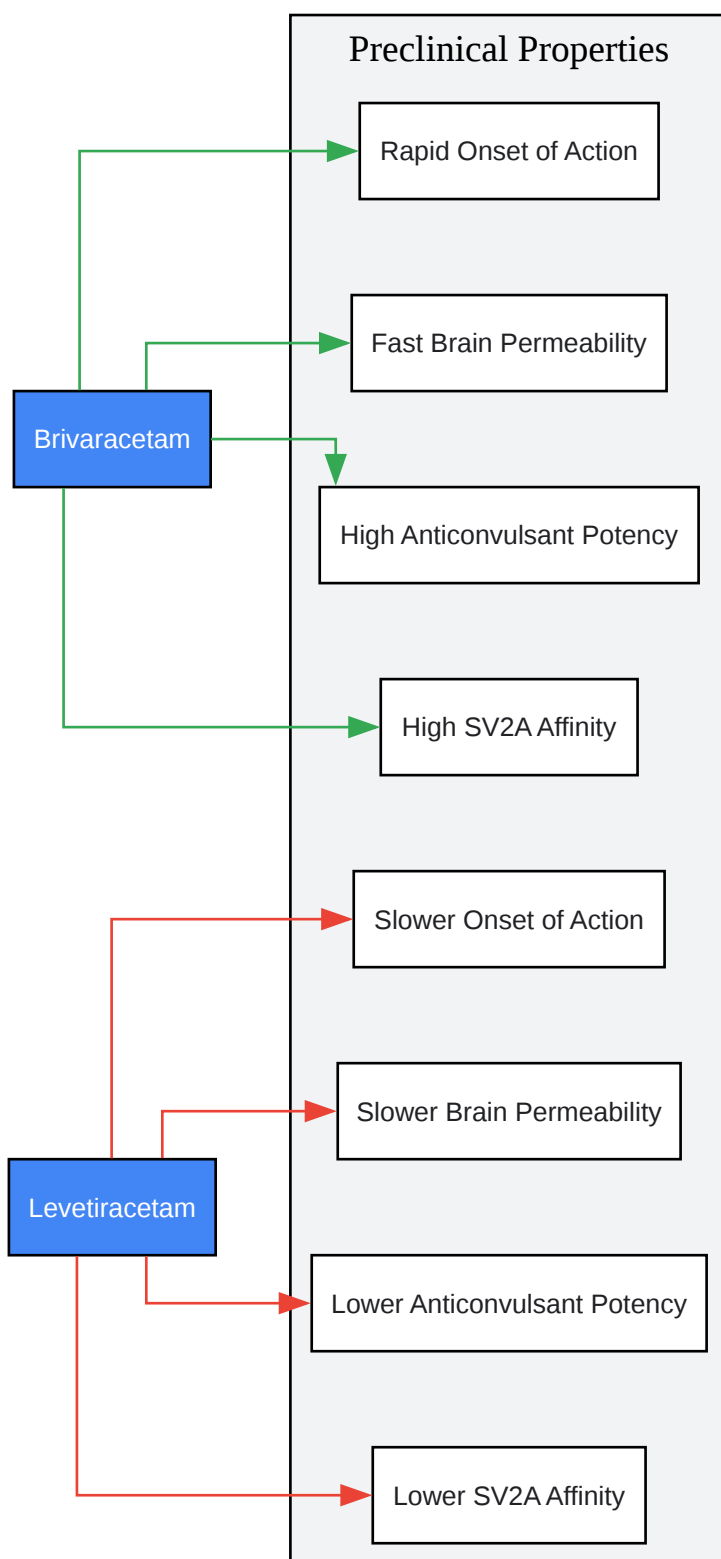 Preclinical Properties
Rapid Onset of Action
Fast Brain Permeability
Brivaracetam
High Anticonvulsant Potency
High SV2A Affinity
Slower Onset of Action
Slower Brain Permeability
Levetiracetam
Lower Anticonvulsant Potency
Lower SV2A Affinity